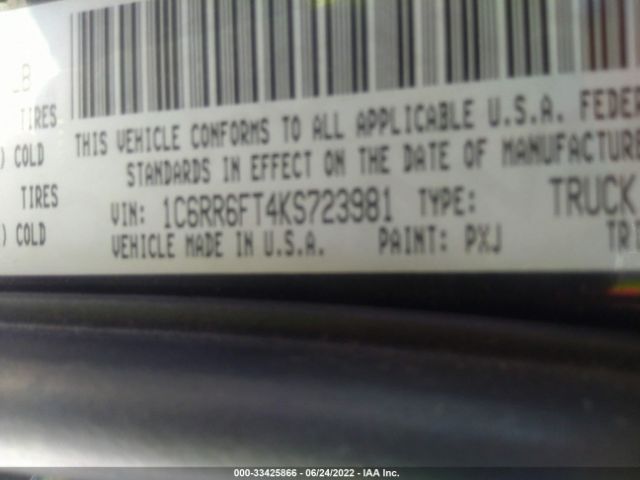 LB
TIRES
) COLD
TIRES
) COLD
THIS VEHICLE CONFORMS TO ALL APPLICABLE U.S.A. FEDER
STANDARDS IN EFFECT ON THE DATE OF MANUFACTURE
VIN: 1C6RR6FT4KS723981 TYPE: TRUCK
VEHICLE MADE IN U.S.A. PAINT: PXJ TRI
000-33425866 - 06/24/2022 - IAA Inc.